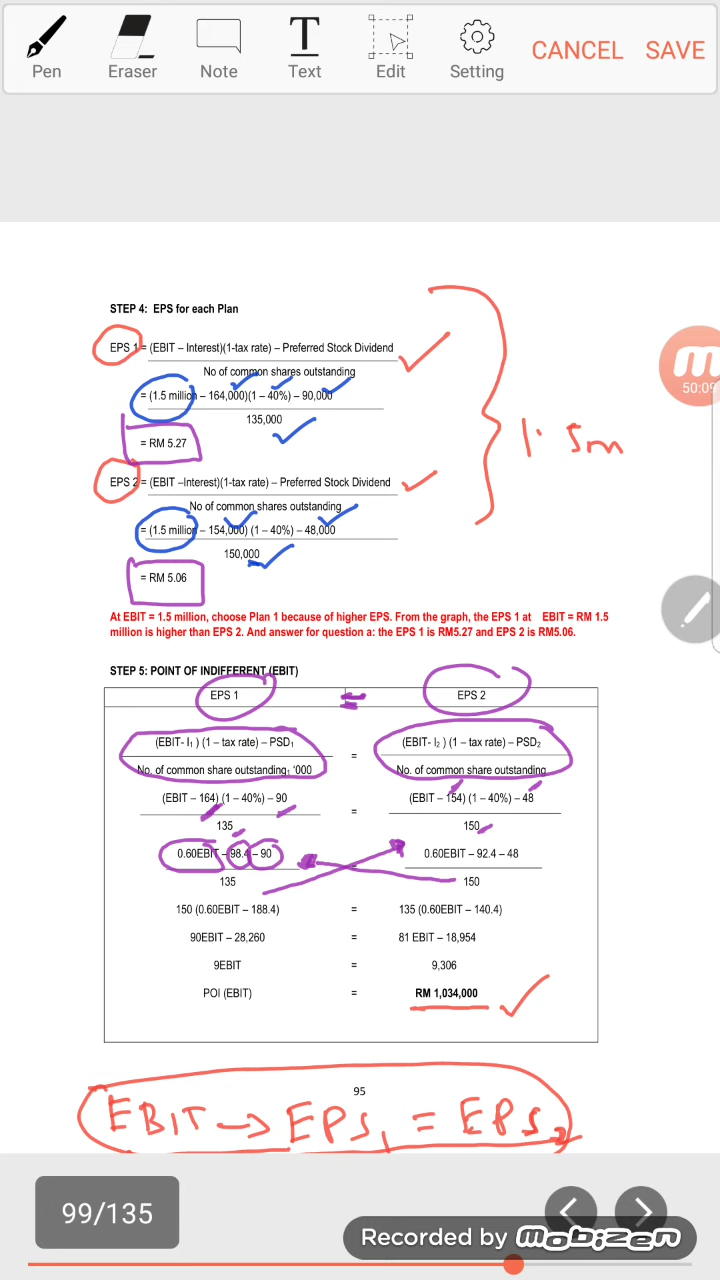 Pen Eraser Note Text Edit Setting CANCEL SAVE
STEP 4: EPS for each Plan
EPS 1 = (EBIT – Interest)(1-tax rate) – Preferred Stock Dividend
No of common shares outstanding
= (1.5 million – 164,000)(1 – 40%) – 90,000
135,000
= RM 5.27
EPS 2 = (EBIT –Interest)(1-tax rate) – Preferred Stock Dividend
No of common shares outstanding
= (1.5 million – 154,000) (1 – 40%) – 48,000
150,000
= RM 5.06
1.5m
50:09
At EBIT = 1.5 million, choose Plan 1 because of higher EPS. From the graph, the EPS 1 at EBIT = RM 1.5
million is higher than EPS 2. And answer for question a: the EPS 1 is RM5.27 and EPS 2 is RM5.06.
STEP 5: POINT OF INDIFFERENT (EBIT)
EPS 1 = EPS 2
(EBIT- I₁ ) (1 – tax rate) – PSD₁ = (EBIT- I₂ ) (1 – tax rate) – PSD₂
No. of common share outstanding₁ '000 No. of common share outstanding
(EBIT – 164) (1 – 40%) – 90 = (EBIT – 154) (1 – 40%) – 48
135 150
0.60EBIT – 98.4 – 90 = 0.60EBIT – 92.4 – 48
135 150
150 (0.60EBIT – 188.4) = 135 (0.60EBIT – 140.4)
90EBIT – 28,260 = 81 EBIT – 18,954
9EBIT = 9,306
POI (EBIT) = RM 1,034,000
95
EBIT → EPS₁ = EPS₂
99/135
Recorded by mobizen